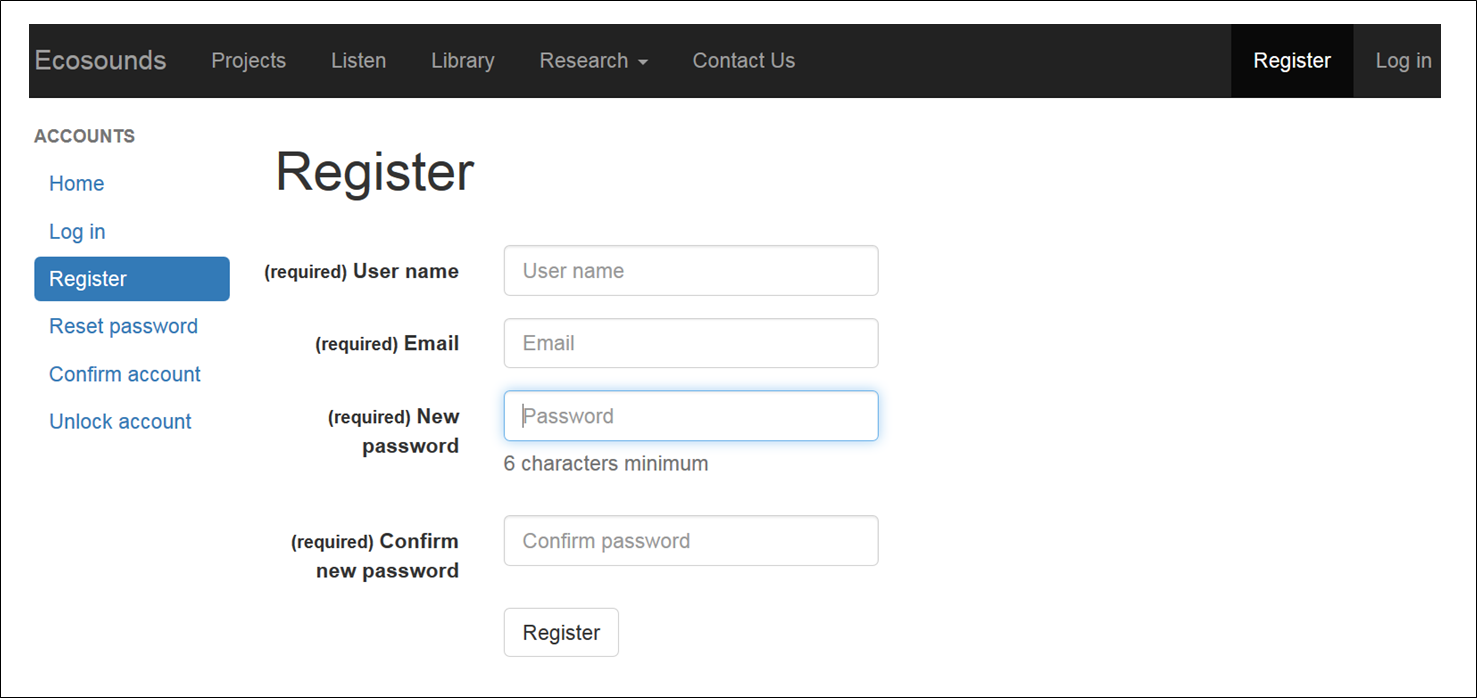 Ecosounds Projects Listen Library Research Contact Us Register Log in
ACCOUNTS
Home
Log in
Register
Reset password
Confirm account
Unlock account
Register
(required) User name User name
(required) Email Email
(required) New Password
password
6 characters minimum
(required) Confirm Confirm password
new password
Register